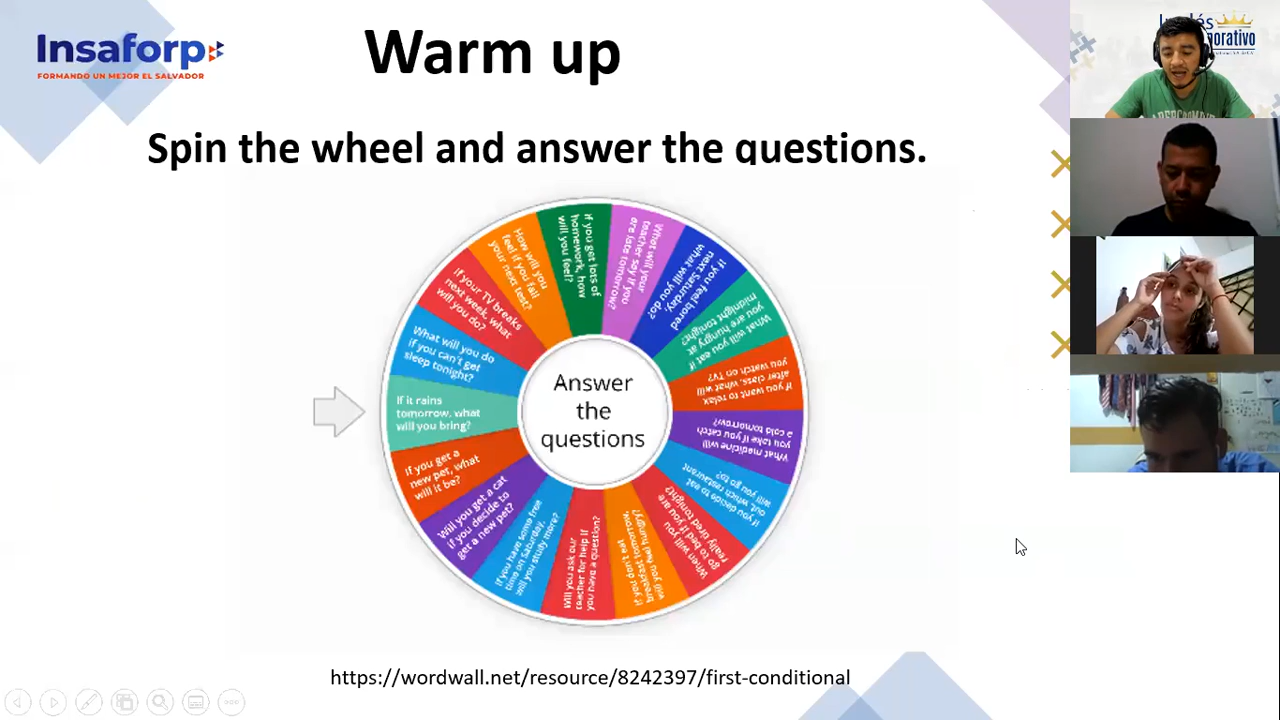 Insaforp
FORMANDO UN MEJOR EL SALVADOR
Warm up
Spin the wheel and answer the questions.
If you get lots of
homework, how
will you feel?
What will your
teacher say if you
are late tomorrow?
If you feel bored
next Saturday,
what will you do?
What will you eat if
you are hungry at
midnight tonight?
If you want to relax
after class, what will
you watch on TV?
What medicine will
you take if you catch
a cold tomorrow?
If you decide to eat
out, which restaurant
will you go to?
When will you
go to bed if you are
really tired tonight?
If you don't eat
breakfast tomorrow,
will you feel hungry?
Will you ask our
teacher for help if
you have a question?
If you have some free
time on Saturday,
will you study more?
Will you get a cat
if you decide to
get a new pet?
If you get a
new pet, what
will it be?
If it rains
tomorrow, what
will you bring?
What will you do
if you can't get
sleep tonight?
If your TV breaks
next week, what
will you do?
How will you
feel if you fail
your next test?
Answer
the
questions
https://wordwall.net/resource/8242397/first-conditional